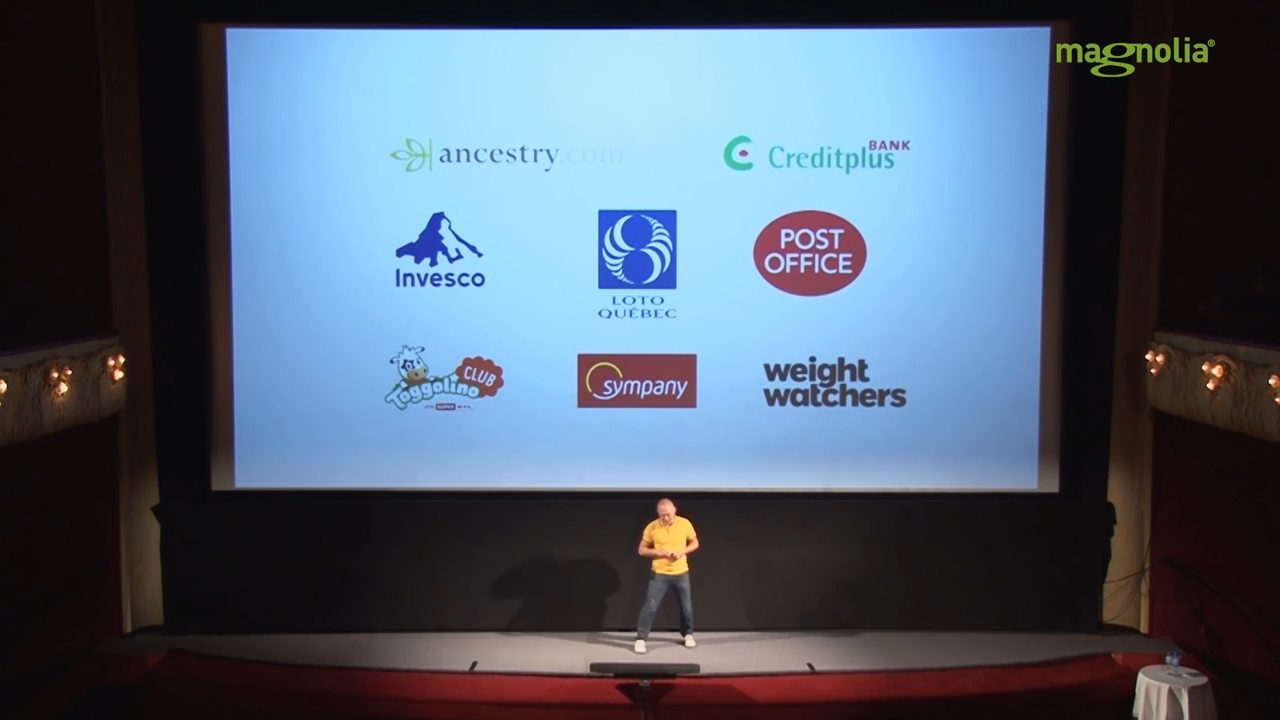 magnolia®
ancestry.com
Creditplus BANK
Invesco
LOTO
QUÉBEC
POST
OFFICE
Toggolino CLUB
sympany
weight
watchers